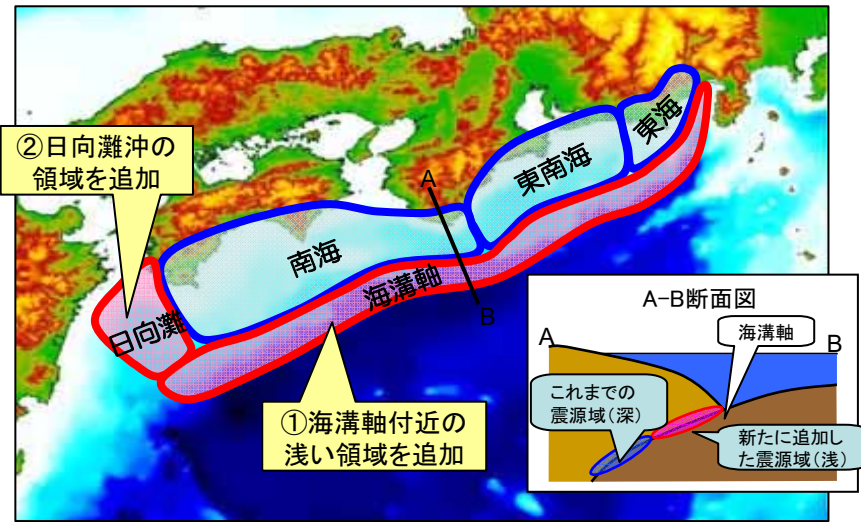 ②日向灘沖の
領域を追加
東海
東南海
A
南海
海溝軸
B
日向灘
①海溝軸付近の
浅い領域を追加
A-B断面図
海溝軸
A
B
これまでの
震源域(深)
新たに追加し
た震源域(浅)